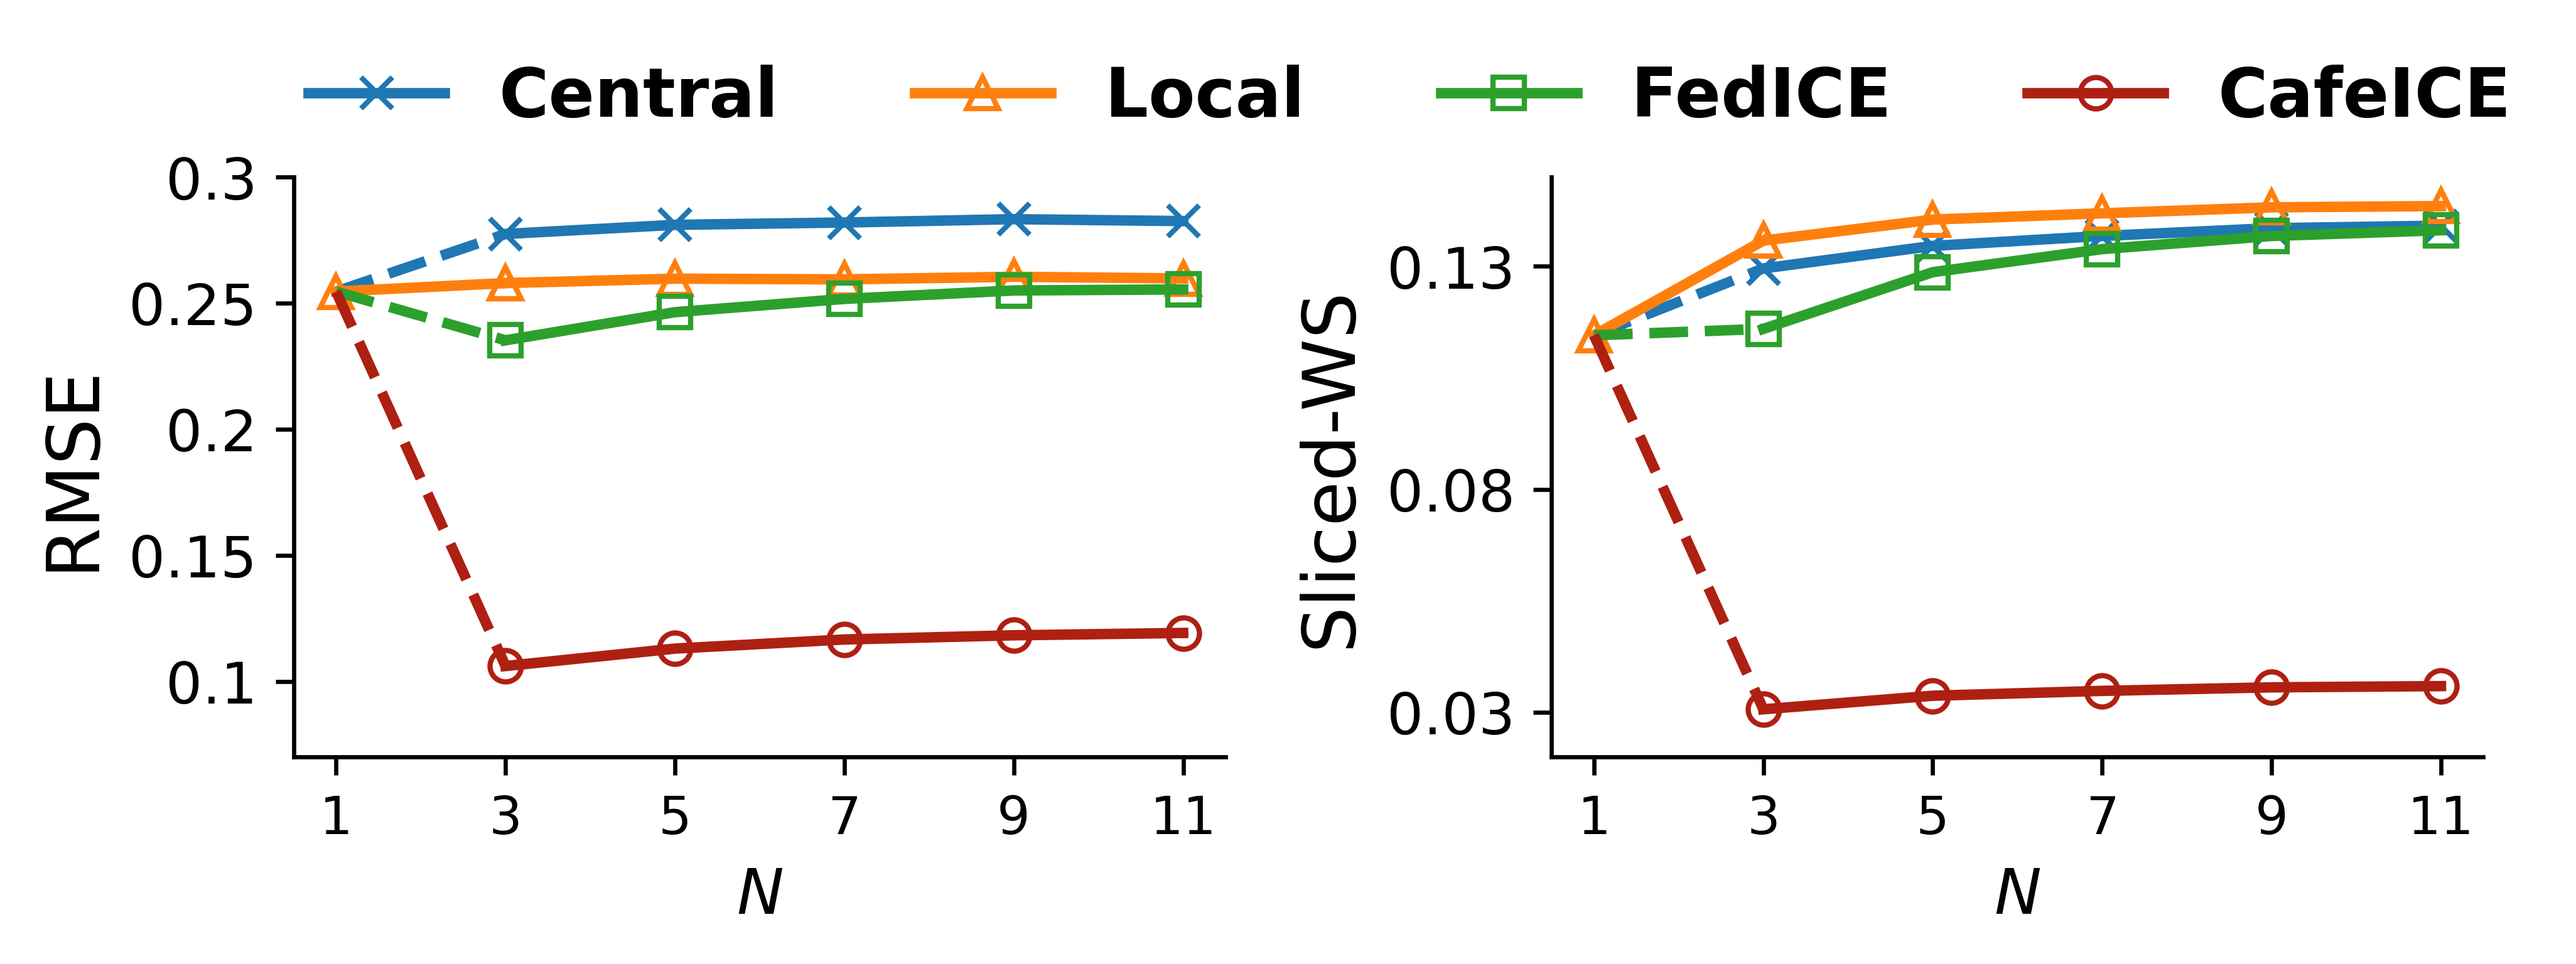 Central Local FedICE CafeICE
RMSE
0.3
0.25
0.2
0.15
0.1
1 3 5 7 9 11
N
Sliced-WS
0.13
0.08
0.03
1 3 5 7 9 11
N